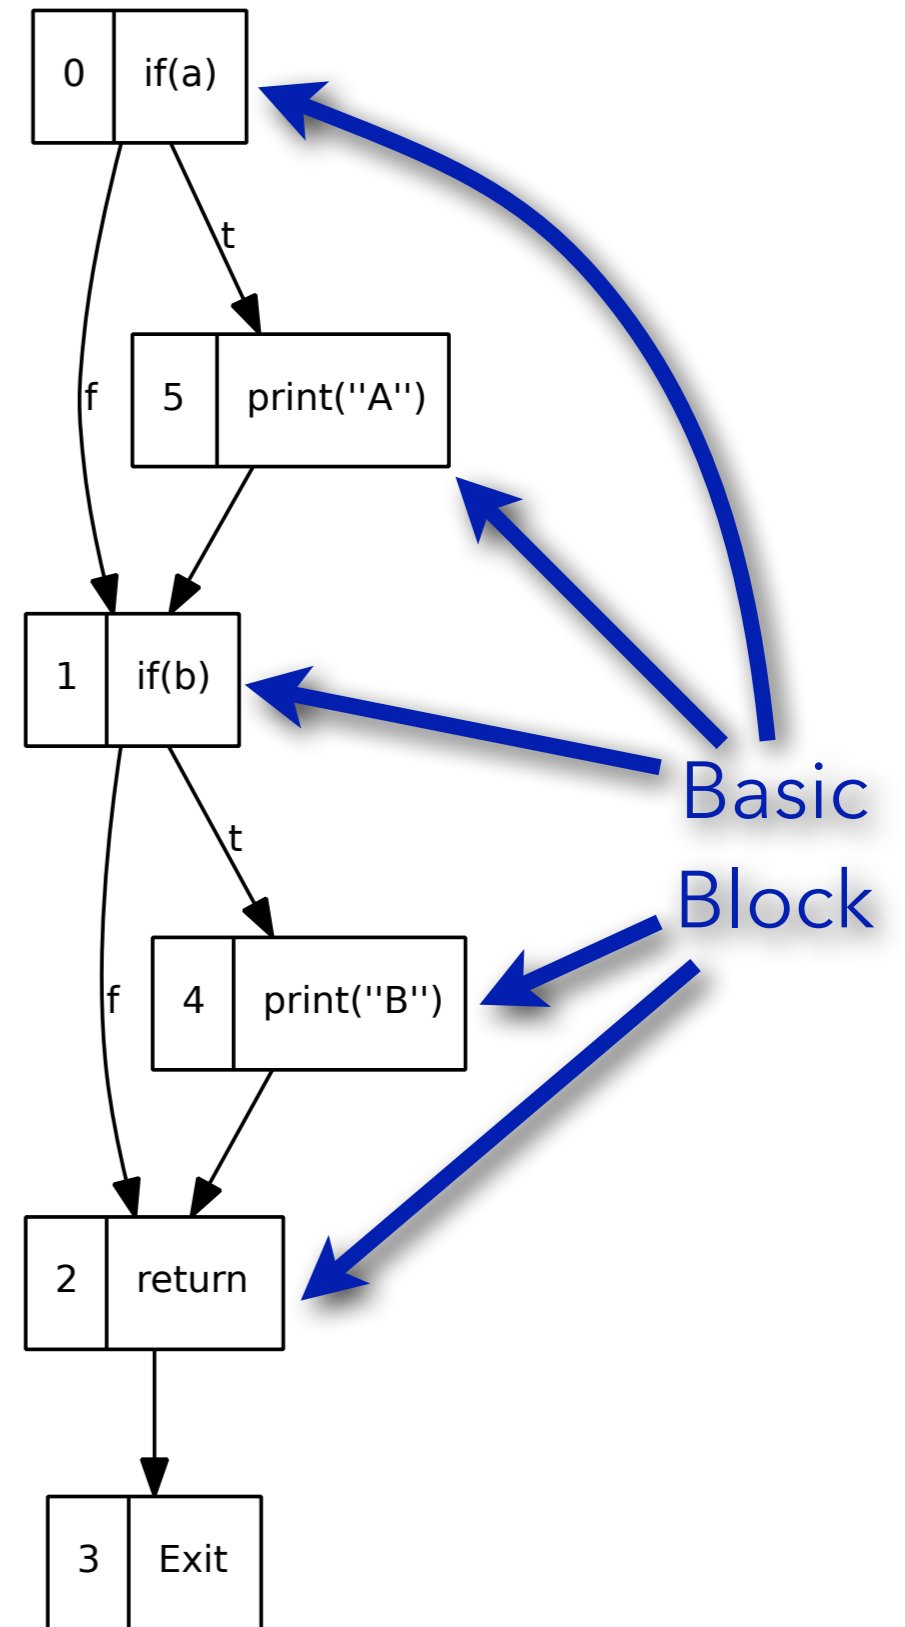 0 if(a)
t
f
5 print(''A'')
1 if(b)
Basic
Block
t
f
4 print(''B'')
2 return
3 Exit